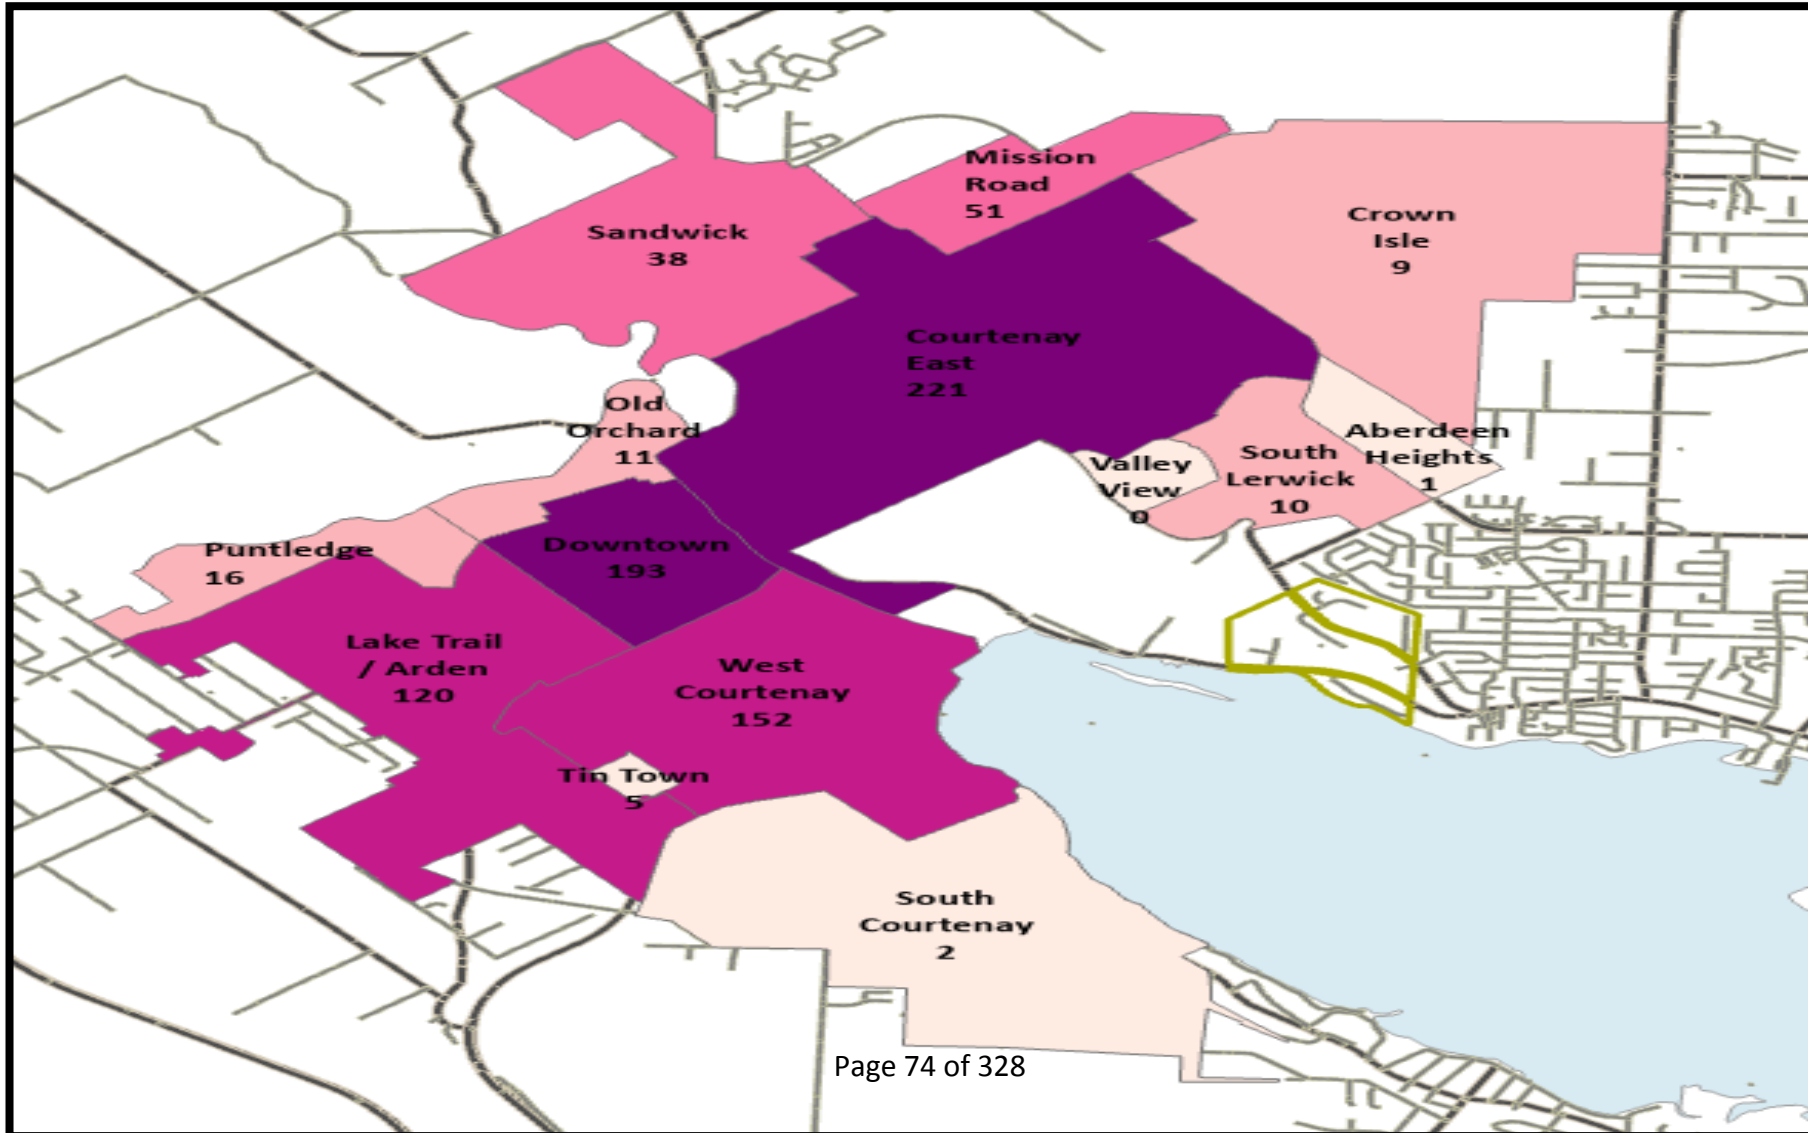 Mission
Road
51
Sandwick
38
Crown
Isle
9
Courtenay
East
221
Old
Orchard
11
Aberdeen
Heights
1
Valley
View
0
South
Lerwick
10
Puntledge
16
Downtown
193
Lake Trail
/ Arden
120
West
Courtenay
152
Tin Town
5
South
Courtenay
2
Page 74 of 328